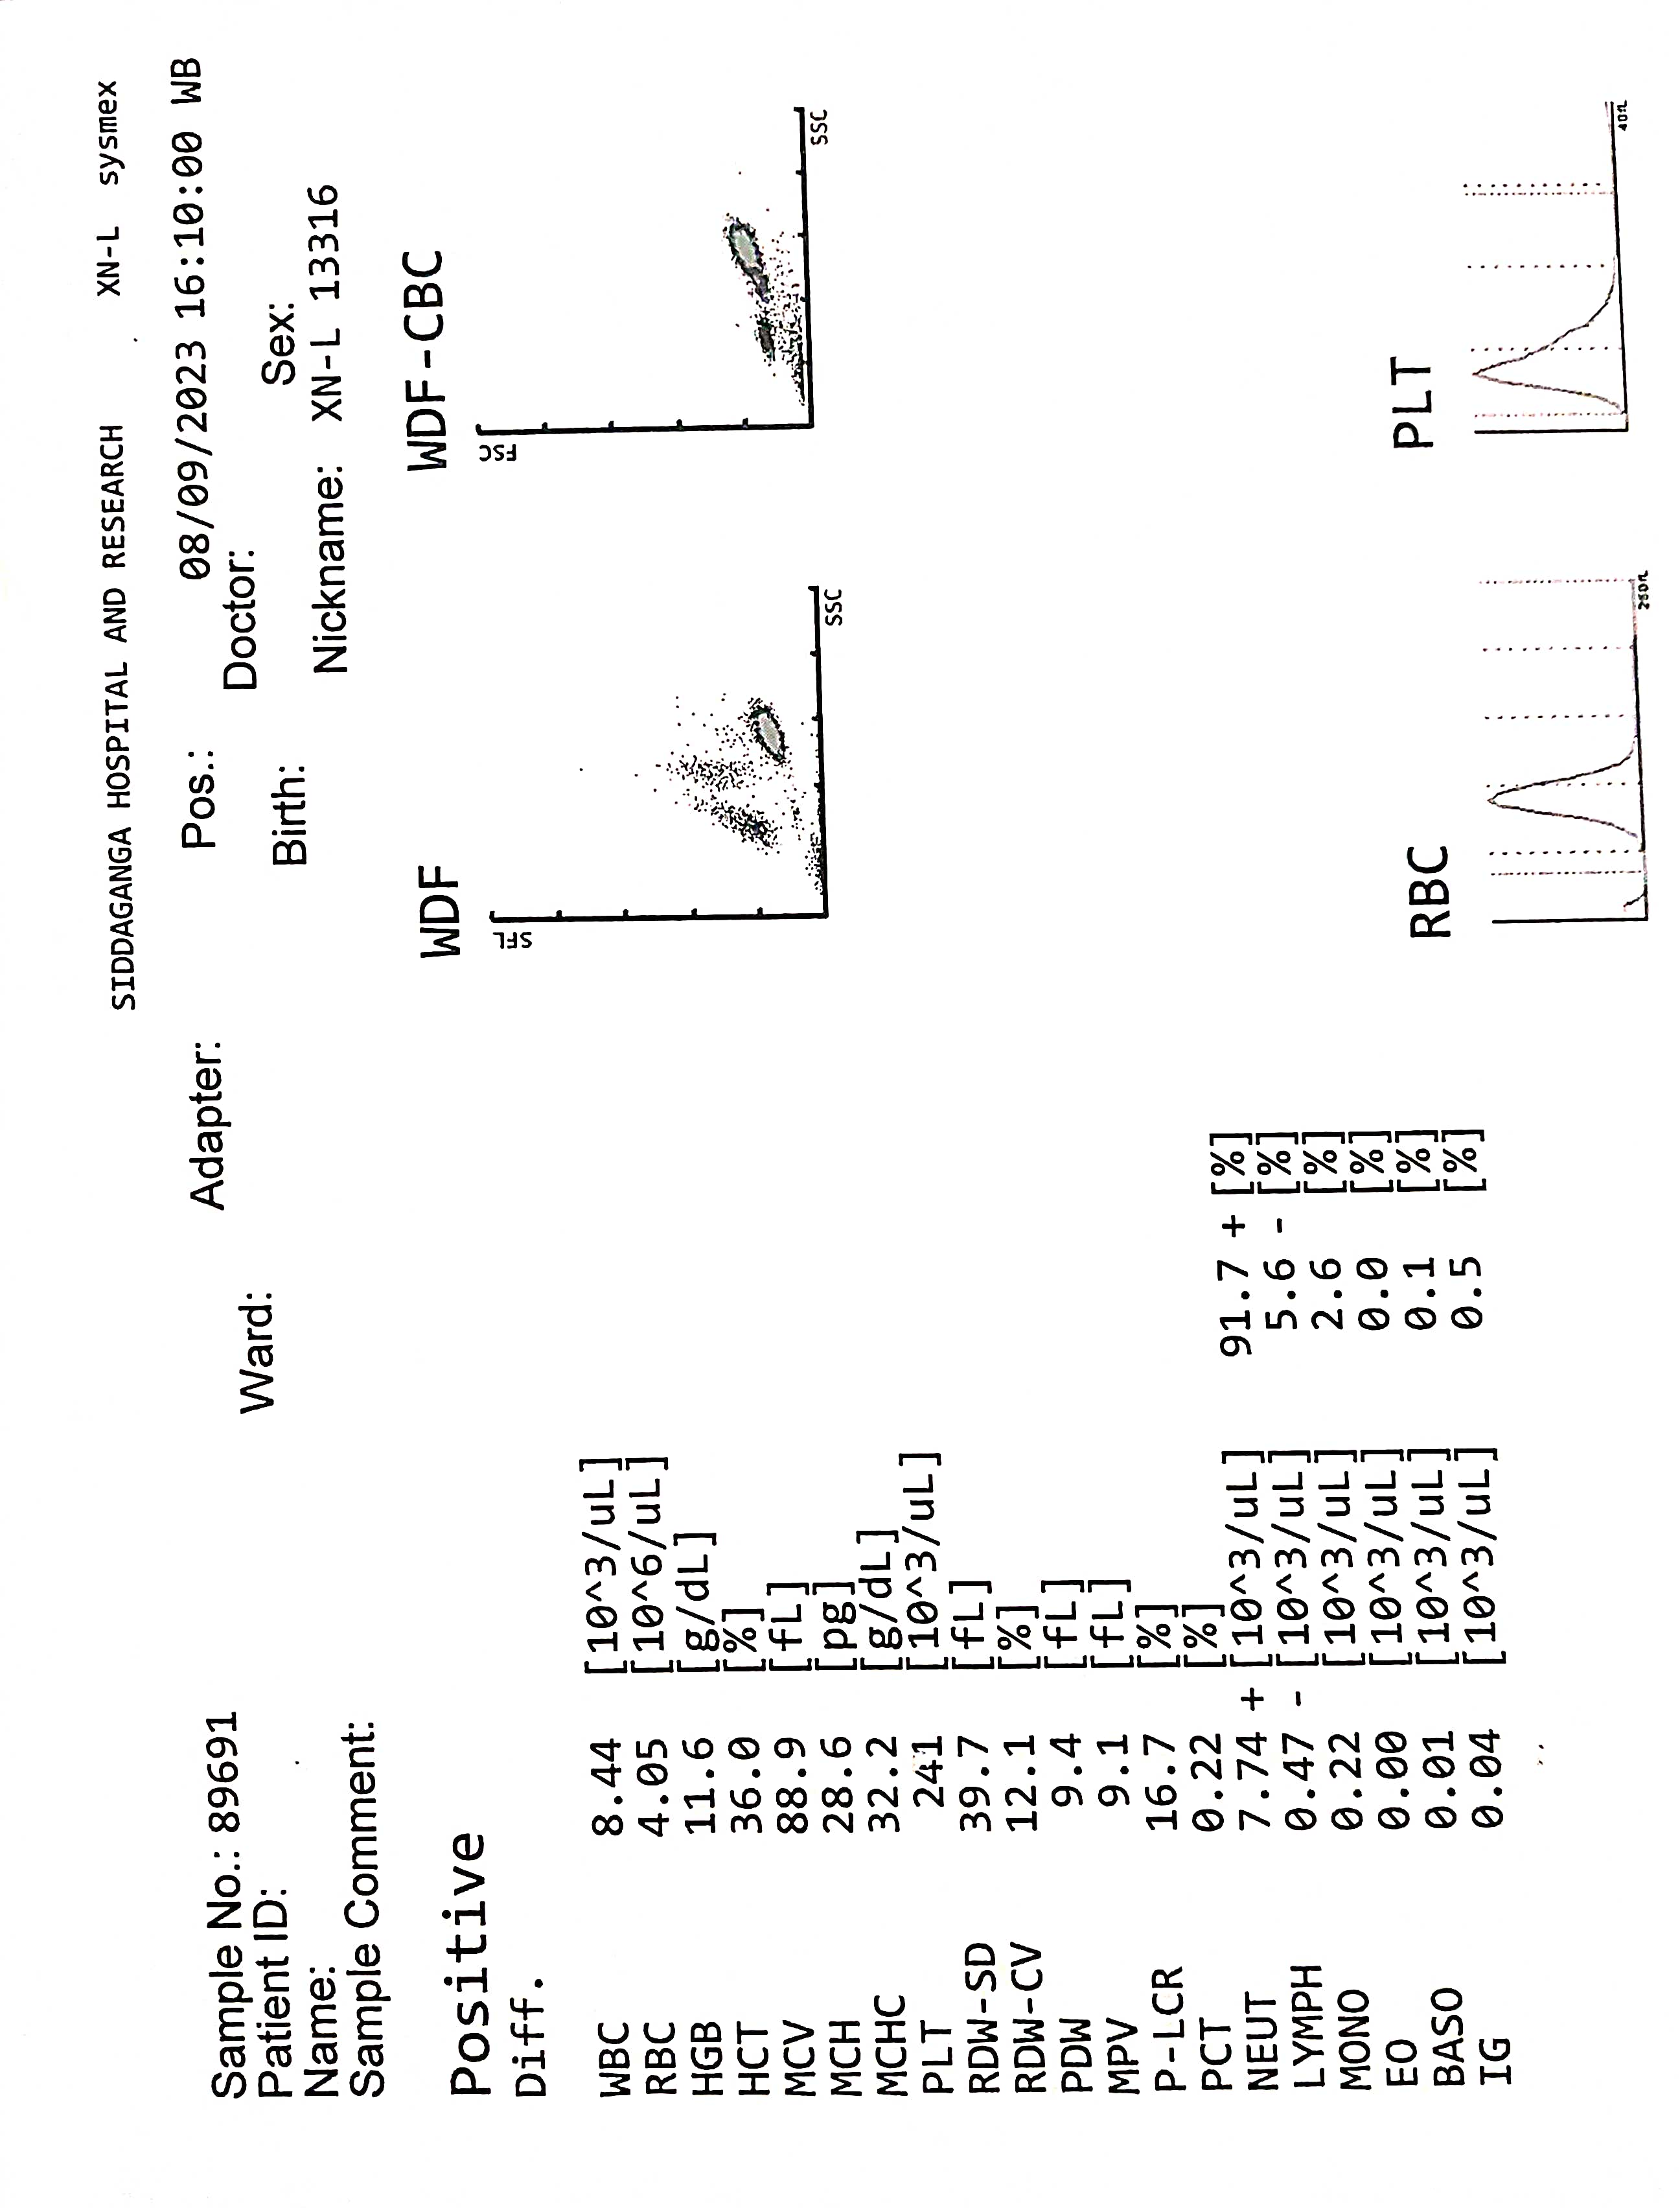 SIDDAGANGA HOSPITAL AND RESEARCH XN-L sysmex
Sample No.: 89691 Adapter: Pos.: 08/09/2023 16:10:00 WB
Patient ID: Ward: Doctor:
Name: Birth: Sex:
Sample Comment: Nickname: XN-L 13316
Positive WDF WDF-CBC
Diff.
SFL FSC
WBC 8.44 [10^3/uL]
RBC 4.05 [10^6/uL]
HGB 11.6 [g/dL]
HCT 36.0 [%]
MCV 88.9 [fL]
MCH 28.6 [pg]
MCHC 32.2 [g/dL]
SSC SSC
PLT 241 [10^3/uL]
RDW-SD 39.7 [fL]
RDW-CV 12.1 [%]
PDW 9.4 [fL]
MPV 9.1 [fL]
P-LCR 16.7 [%]
PCT 0.22 [%]
NEUT 7.74 + [10^3/uL] 91.7 + [%]
LYMPH 0.47 - [10^3/uL] 5.6 - [%]
MONO 0.22 [10^3/uL] 2.6 [%]
EO 0.00 [10^3/uL] 0.0 [%]
BASO 0.01 [10^3/uL] 0.1 [%]
IG 0.04 [10^3/uL] 0.5 [%]
RBC PLT
250fL 40fL